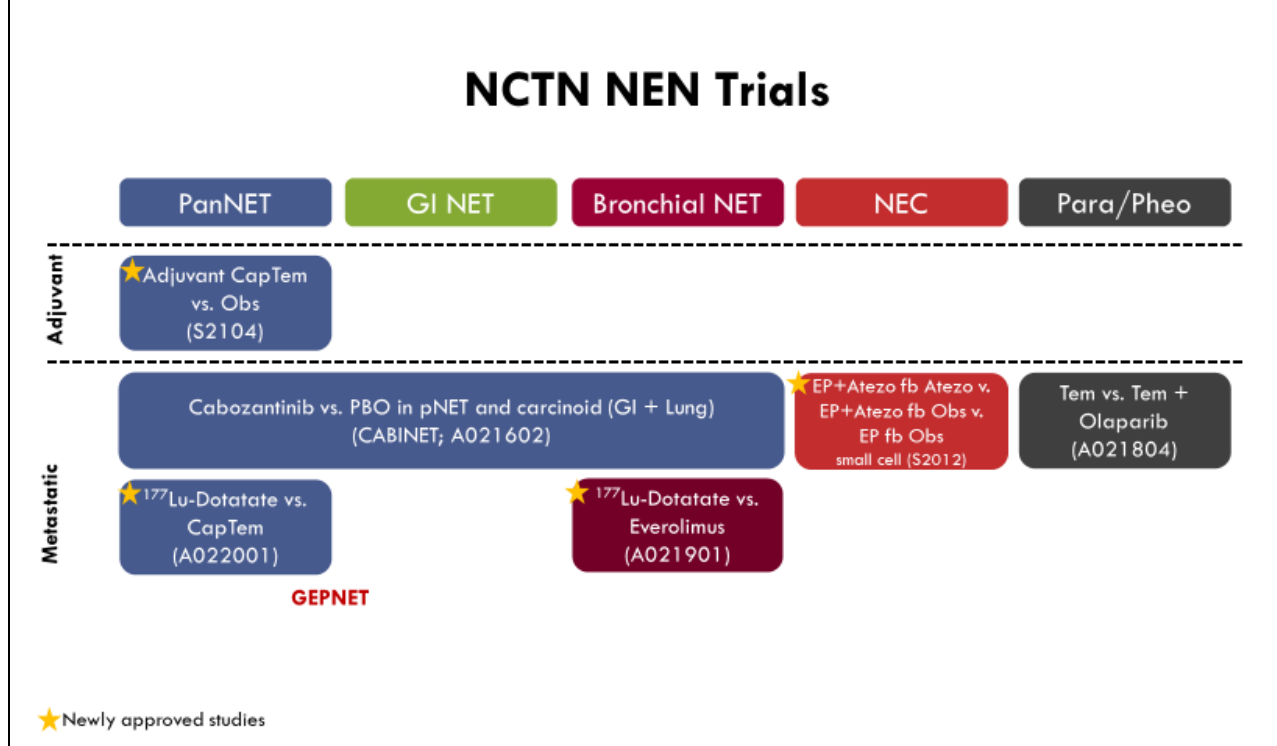 NCTN NEN Trials
PanNET
GI NET
Bronchial NET
NEC
Para/Pheo
Adjuvant
Adjuvant CapTem
vs. Obs
(S2104)
Metastatic
Cabozantinib vs. PBO in pNET and carcinoid (GI + Lung)
(CABINET; A021602)
EP+Atezo fb Atezo v.
EP+Atezo fb Obs v.
EP fb Obs
small cell (S2012)
Tem vs. Tem +
Olaparib
(A021804)
¹⁷⁷Lu-Dotatate vs.
CapTem
(A022001)
¹⁷⁷Lu-Dotatate vs.
Everolimus
(A021901)
GEPNET
Newly approved studies